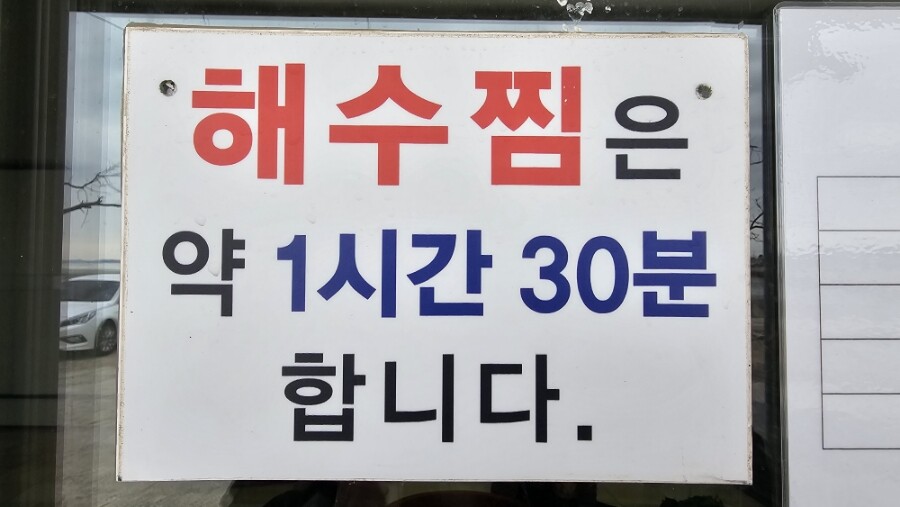 해수찜은
약 1시간 30분
합니다.